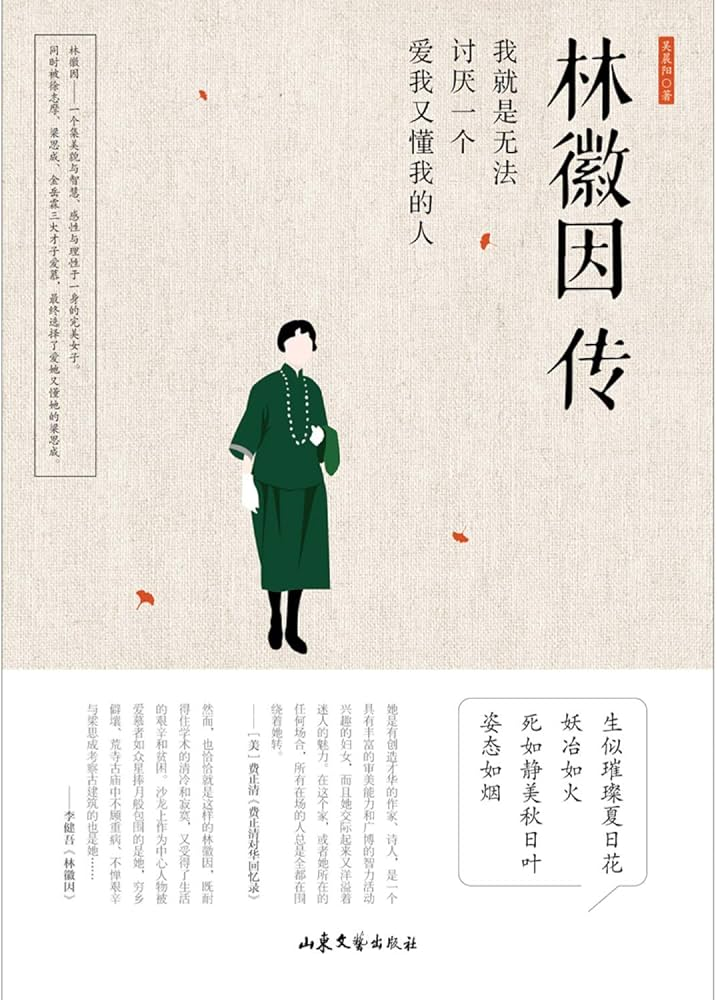 吴晨阳〇著
林徽因传
我就是无法
讨厌一个
爱我又懂我的人
林徽因——一个集美貌与智慧、感性与理性于一身的完美女子。
同时被徐志摩、梁思成、金岳霖三大才子爱慕，最终选择了爱她又懂她的梁思成。
生似璀璨夏日花
妖冶如火
死如静美秋日叶
姿态如烟
她是有创造才华的作家、诗人，是一个
具有丰富的审美能力和广博的智力活动
兴趣的妇女，而且她交际起来又洋溢着
迷人的魅力。在这个家，或者她所在的
任何场合，所有在场的人总是全都在围
绕着她转。
——［美］费正清《费正清对华回忆录》
然而，也恰恰就是这样的林徽因，既耐
得住学术的清冷和寂寞，又受得了生活
的艰辛和贫困。沙龙上作为中心人物被
爱慕者如众星捧月般包围的是她，穷乡
僻壤、荒寺古庙中不顾重病、不惮艰辛
与梁思成考察古建筑的也是她……
——李健吾《林徽因》
山东文艺出版社